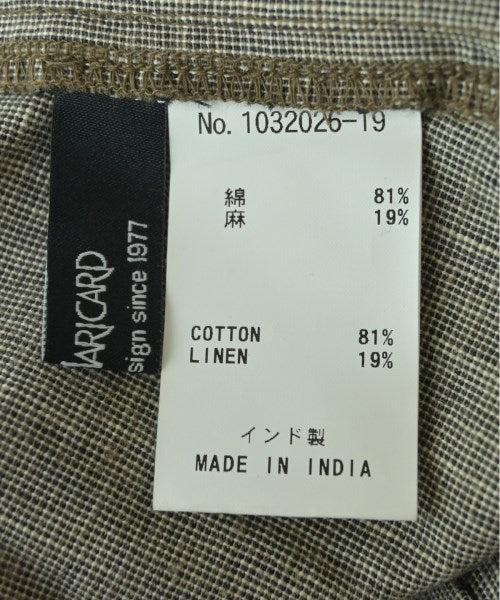 No. 1032026-19
綿 81%
麻 19%
COTTON 81%
LINEN 19%
インド製
MADE IN INDIA
ARICARD
sign since 1977